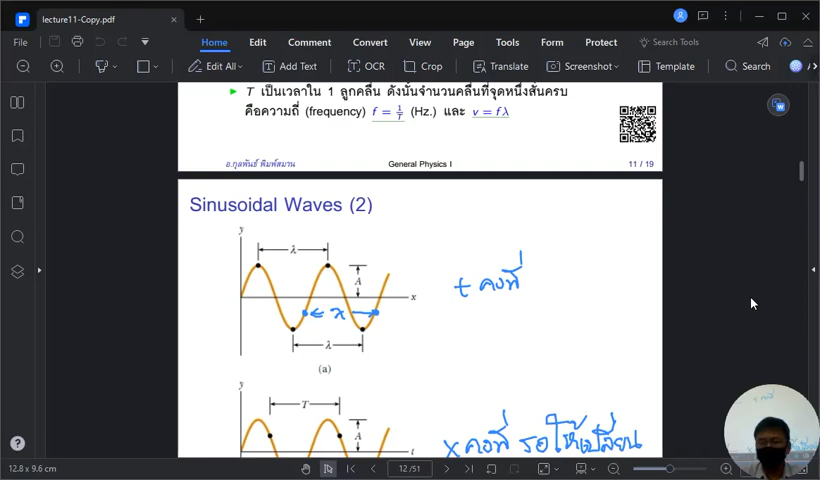 lecture11-Copy.pdf
File Home Edit Comment Convert View Page Tools Form Protect Search Tools
Edit All Add Text OCR Crop Translate Screenshot Template Search AI
T เป็นเวลาใน 1 ลูกคลื่น ดังนั้นจำนวนคลื่นที่จุดหนึ่งสั่นครบ
คือความถี่ (frequency) f = 1/T (Hz.) และ v = fλ
อ.กุลพันธ์ พิมพ์สมาน General Physics I 11 / 19
Sinusoidal Waves (2)
y
λ
A
x
t คงที่
x
λ
(a)
y
T
A
t
x คงที่ รอให้เปลี่ยน
12.8 x 9.6 cm 12/51